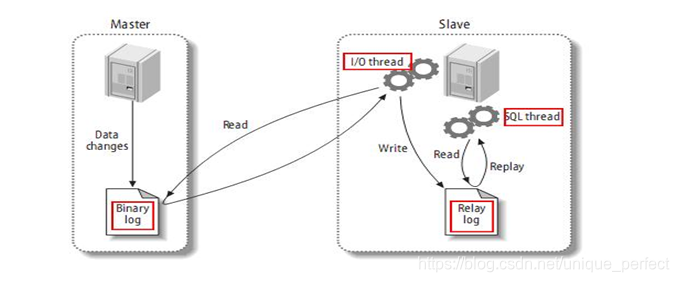 Master
Slave
I/O thread
SQL thread
Data
changes
Read
Write
Read
Replay
Binary
log
Relay
log
https://blog.csdn.net/unique_perfect